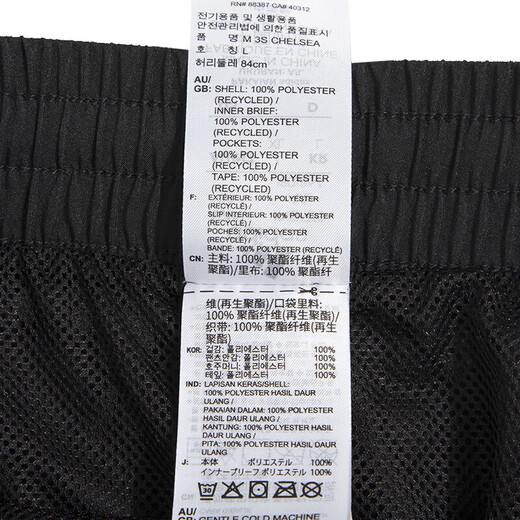 RN# 88387 CA# 40312
전기용품 및 생활용품
안전관리법에 의한 품질표시
품 명 M 3S CHELSEA
호 칭 L
허리둘레 84cm
AU/
GB: SHELL: 100% POLYESTER
(RECYCLED) /
INNER BRIEF:
100% POLYESTER
(RECYCLED) /
POCKETS:
100% POLYESTER
(RECYCLED) /
TAPE: 100% POLYESTER
(RECYCLED)
F: EXTÉRIEUR: 100% POLYESTER
(RECYCLÉ) /
SLIP INTERIEUR: 100% POLYESTER
(RECYCLÉ) /
POCHES: 100% POLYESTER
(RECYCLÉ) /
BANDE: 100% POLYESTER (RECYCLÉ)
CN: 主料: 100% 聚酯纤维(再生
聚酯)/里布: 100% 聚酯纤
维(再生聚酯)/口袋里料:
100% 聚酯纤维(再生聚酯)/
织带: 100% 聚酯纤维(再生
聚酯)
KOR: 겉감: 폴리에스터 100%
팬츠안감: 폴리에스터 100%
호주머니: 폴리에스터 100%
테잎: 폴리에스터 100%
IND: LAPISAN KERAS/SHELL:
100% POLYESTER HASIL DAUR
ULANG /
PAKAIAN DALAM: 100% POLYESTER
HASIL DAUR ULANG /
KANTUNG: 100% POLYESTER HASIL
DAUR ULANG /
PITA: 100% POLYESTER HASIL DAUR
ULANG
J: 本体 ポリエステル 100%
インナーブリーフ ポリエステル 100%
30
AU/
GB: GENTLE COLD MACHINE